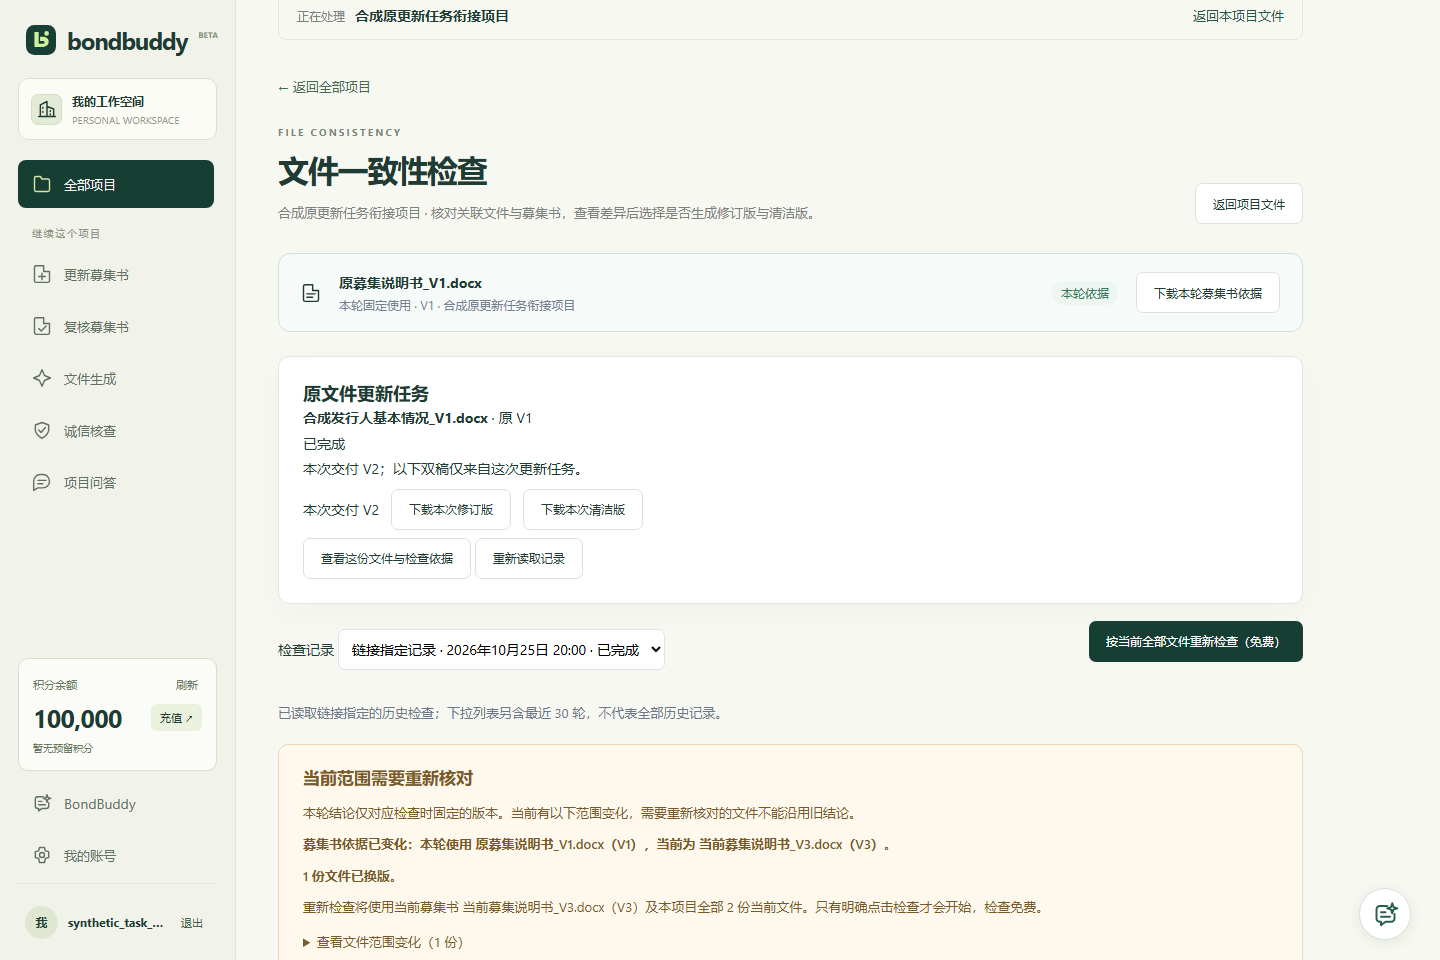 bondbuddy BETA
我的工作空间
PERSONAL WORKSPACE
全部项目
继续这个项目
更新募集书
复核募集书
文件生成
诚信核查
项目问答
积分余额 刷新
100,000 充值 ↗
暂无预留积分
BondBuddy
我的账号
我 synthetic_task_... 退出
正在处理 合成原更新任务衔接项目 返回本项目文件
← 返回全部项目
FILE CONSISTENCY
文件一致性检查
合成原更新任务衔接项目 · 核对关联文件与募集书，查看差异后选择是否生成修订版与清洁版。
返回项目文件
原募集说明书_V1.docx
本轮固定使用 · V1 · 合成原更新任务衔接项目
本轮依据 下载本轮募集书依据
原文件更新任务
合成发行人基本情况_V1.docx · 原 V1
已完成
本次交付 V2；以下双稿仅来自这次更新任务。
本次交付 V2 下载本次修订版 下载本次清洁版
查看这份文件与检查依据 重新读取记录
检查记录 链接指定记录 · 2026年10月25日 20:00 · 已完成
按当前全部文件重新检查（免费）
已读取链接指定的历史检查；下拉列表另含最近 30 轮，不代表全部历史记录。
当前范围需要重新核对
本轮结论仅对应检查时固定的版本。当前有以下范围变化，需要重新核对的文件不能沿用旧结论。
募集书依据已变化：本轮使用 原募集说明书_V1.docx（V1），当前为 当前募集说明书_V3.docx（V3）。
1 份文件已换版。
重新检查将使用当前募集书 当前募集说明书_V3.docx（V3）及本项目全部 2 份当前文件。只有明确点击检查才会开始，检查免费。
▶ 查看文件范围变化（1 份）